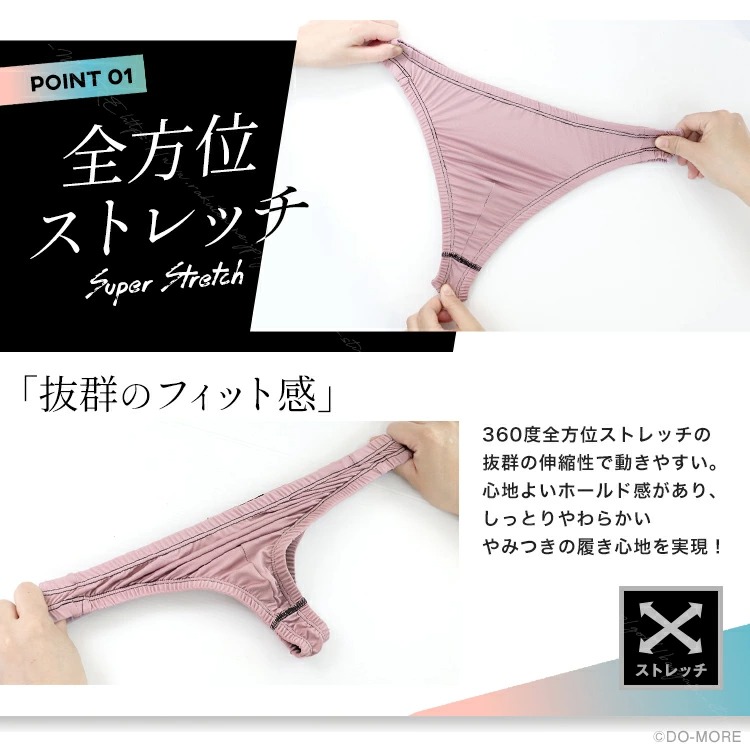 POINT 01
全方位
ストレッチ
Super Stretch
「抜群のフィット感」
360度全方位ストレッチの
抜群の伸縮性で動きやすい。
心地よいホールド感があり、
しっとりやわらかい
やみつきの履き心地を実現！
ストレッチ
©DO-MORE